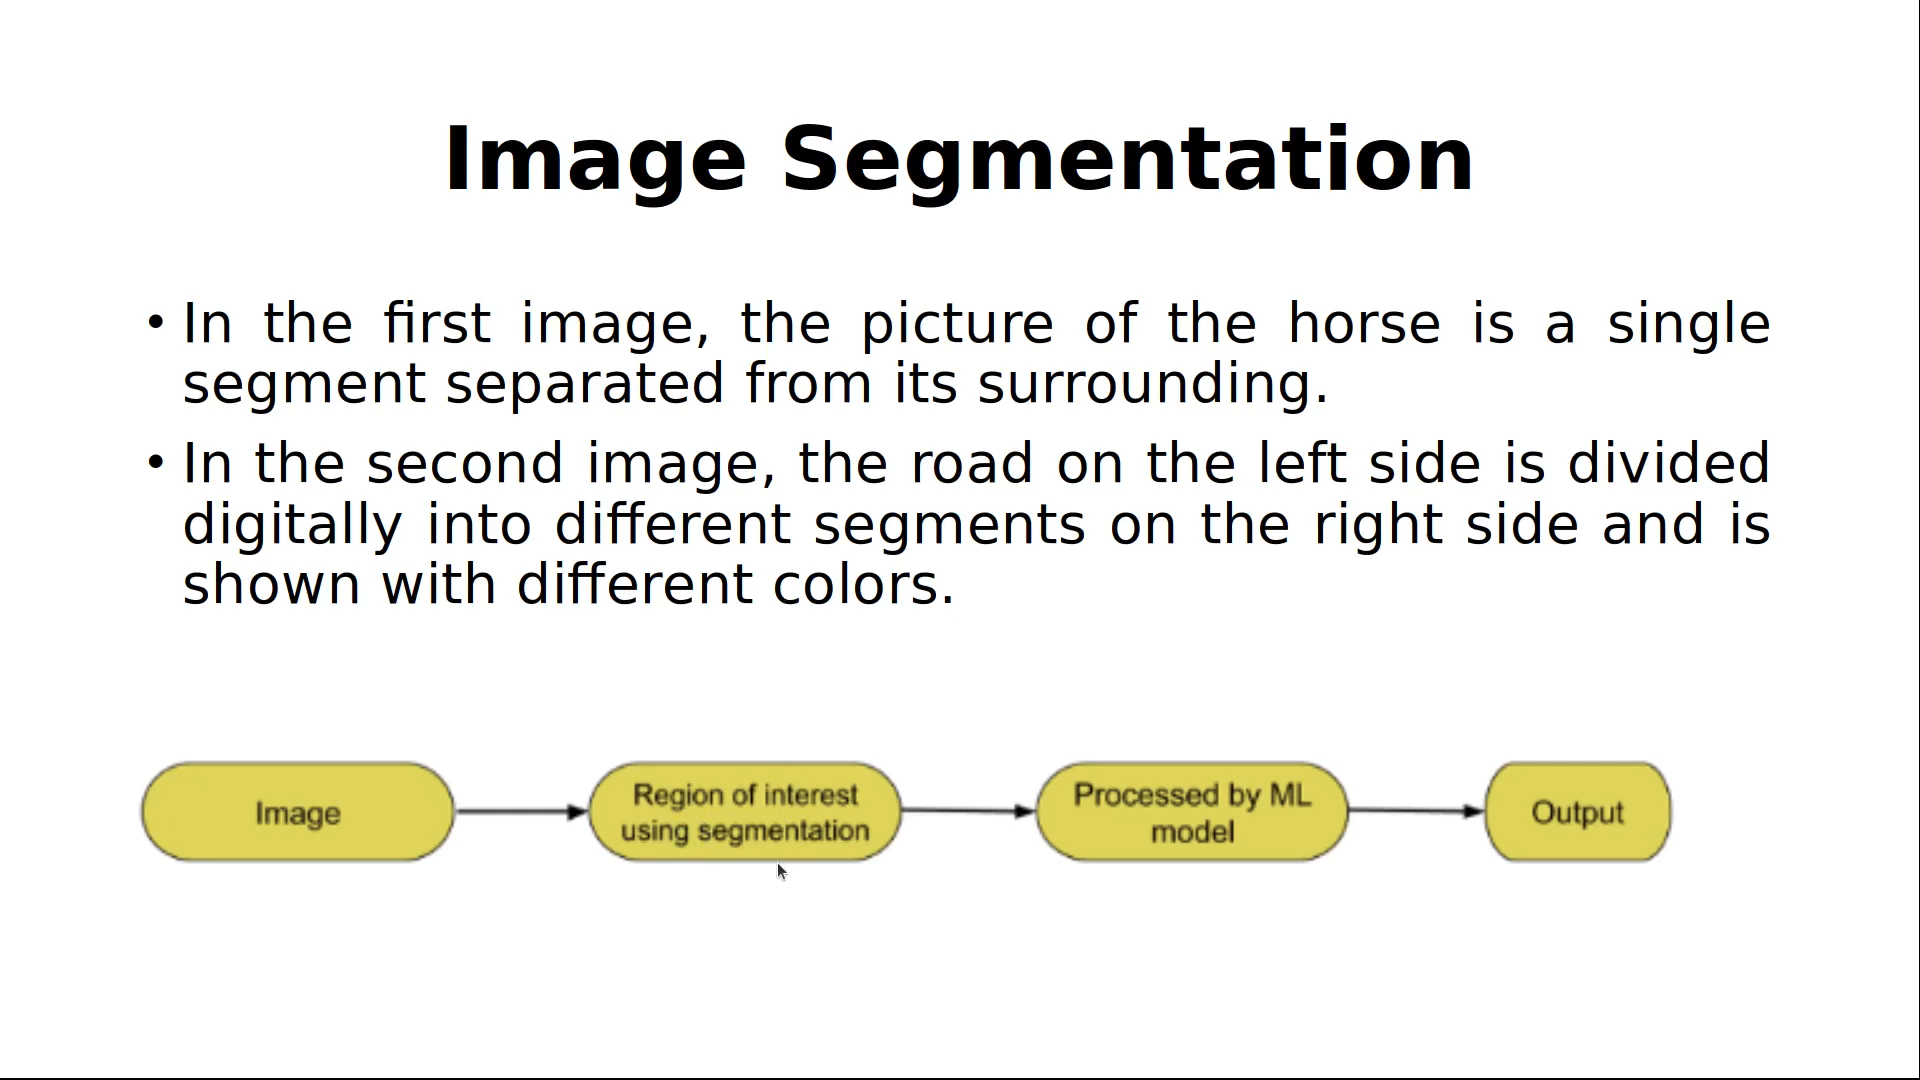 Image Segmentation
• In the first image, the picture of the horse is a single
segment separated from its surrounding.
• In the second image, the road on the left side is divided
digitally into different segments on the right side and is
shown with different colors.
Image
Region of interest
using segmentation
Processed by ML
model
Output